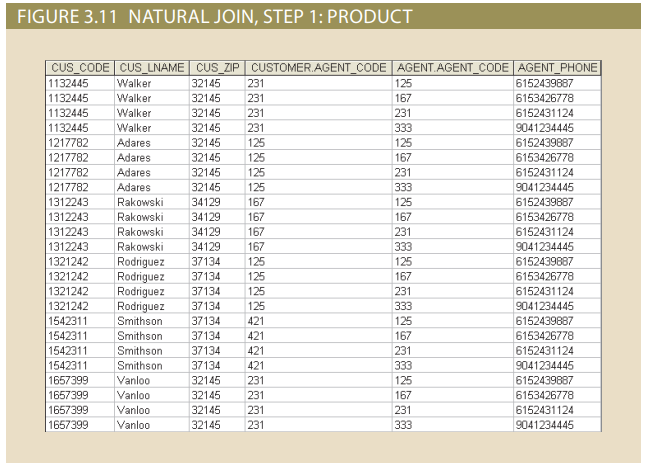 FIGURE 3.11 NATURAL JOIN, STEP 1: PRODUCT
CUS_CODE CUS_LNAME CUS_ZIP CUSTOMER.AGENT_CODE AGENT.AGENT_CODE AGENT_PHONE
1132445 Walker 32145 231 125 6152439887
1132445 Walker 32145 231 167 6153426778
1132445 Walker 32145 231 231 6152431124
1132445 Walker 32145 231 333 9041234445
1217782 Adares 32145 125 125 6152439887
1217782 Adares 32145 125 167 6153426778
1217782 Adares 32145 125 231 6152431124
1217782 Adares 32145 125 333 9041234445
1312243 Rakowski 34129 167 125 6152439887
1312243 Rakowski 34129 167 167 6153426778
1312243 Rakowski 34129 167 231 6152431124
1312243 Rakowski 34129 167 333 9041234445
1321242 Rodriguez 37134 125 125 6152439887
1321242 Rodriguez 37134 125 167 6153426778
1321242 Rodriguez 37134 125 231 6152431124
1321242 Rodriguez 37134 125 333 9041234445
1542311 Smithson 37134 421 125 6152439887
1542311 Smithson 37134 421 167 6153426778
1542311 Smithson 37134 421 231 6152431124
1542311 Smithson 37134 421 333 9041234445
1657399 Vanloo 32145 231 125 6152439887
1657399 Vanloo 32145 231 167 6153426778
1657399 Vanloo 32145 231 231 6152431124
1657399 Vanloo 32145 231 333 9041234445